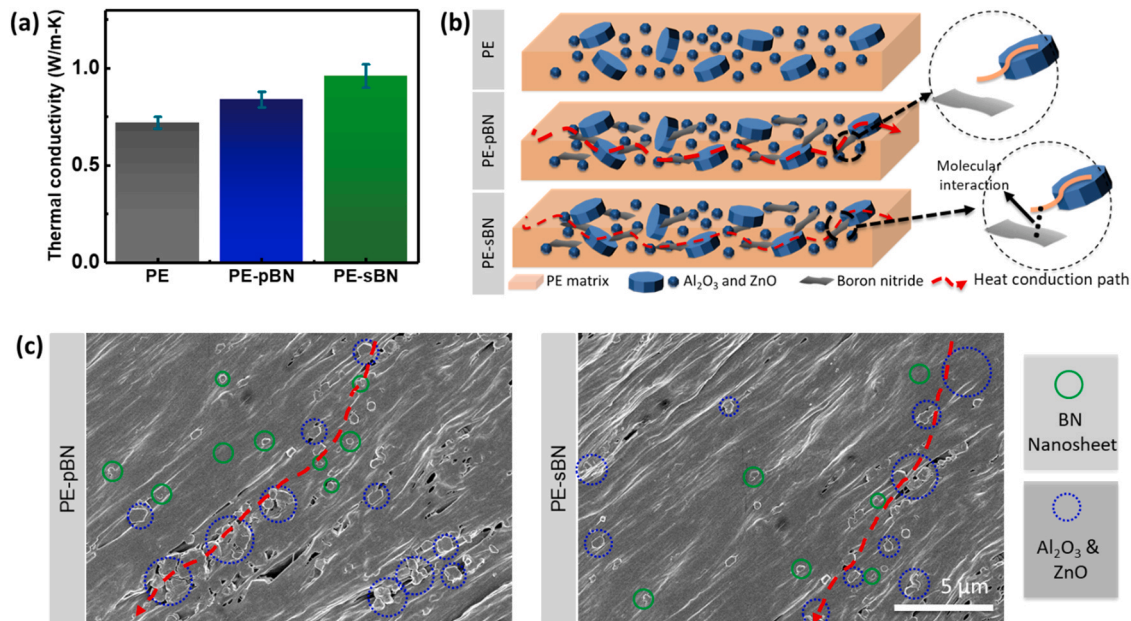 (a)
Thermal conductivity (W/m-K)
1.0
0.5
0.0
PE
PE-pBN
PE-sBN
(b)
PE
PE-pBN
PE-sBN
Molecular
interaction
PE matrix
Al₂O₃ and ZnO
Boron nitride
Heat conduction path
(c)
PE-pBN
PE-sBN
5 μm
BN
Nanosheet
Al₂O₃ &
ZnO